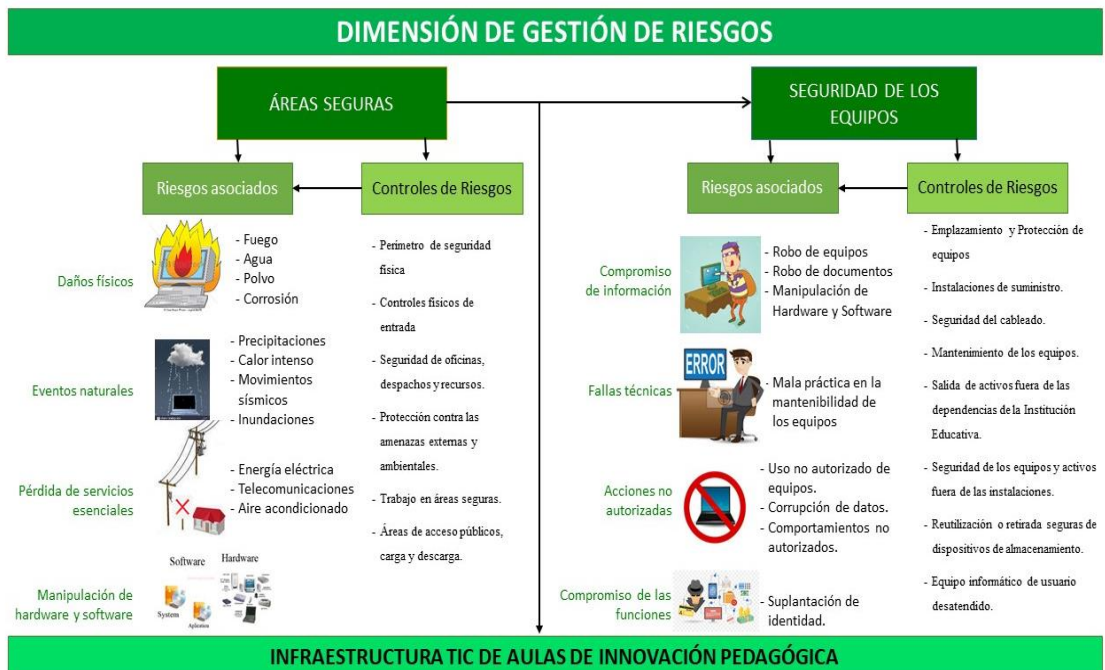 DIMENSIÓN DE GESTIÓN DE RIESGOS
ÁREAS SEGURAS
Riesgos asociados
Controles de Riesgos
Daños físicos
- Fuego
- Agua
- Polvo
- Corrosión
Eventos naturales
- Precipitaciones
- Calor intenso
- Movimientos
sísmicos
- Inundaciones
Pérdida de servicios
esenciales
- Energía eléctrica
- Telecomunicaciones
- Aire acondicionado
Manipulación de
hardware y software
Software
Hardware
System
- Perímetro de seguridad
física
- Controles físicos de
entrada
- Seguridad de oficinas,
despachos y recursos.
- Protección contra las
amenazas externas y
ambientales.
- Trabajo en áreas seguras.
- Áreas de acceso públicos,
carga y descarga.
SEGURIDAD DE LOS
EQUIPOS
Riesgos asociados
Controles de Riesgos
Compromiso
de información
- Robo de equipos
- Robo de documentos
- Manipulación de
Hardware y Software
Fallas técnicas
ERROR
- Mala práctica en la
mantenibilidad de
los equipos
Acciones no
autorizadas
- Uso no autorizado de
equipos.
- Corrupción de datos.
- Comportamientos no
autorizados.
Compromiso de las
funciones
- Suplantación de
identidad.
- Emplazamiento y Protección de
equipos
- Instalaciones de suministro.
- Seguridad del cableado.
- Mantenimiento de los equipos.
- Salida de activos fuera de las
dependencias de la Institución
Educativa.
- Seguridad de los equipos y activos
fuera de las instalaciones.
- Reutilización o retirada seguras de
dispositivos de almacenamiento.
- Equipo informático de usuario
desatendido.
INFRAESTRUCTURA TIC DE AULAS DE INNOVACIÓN PEDAGÓGICA